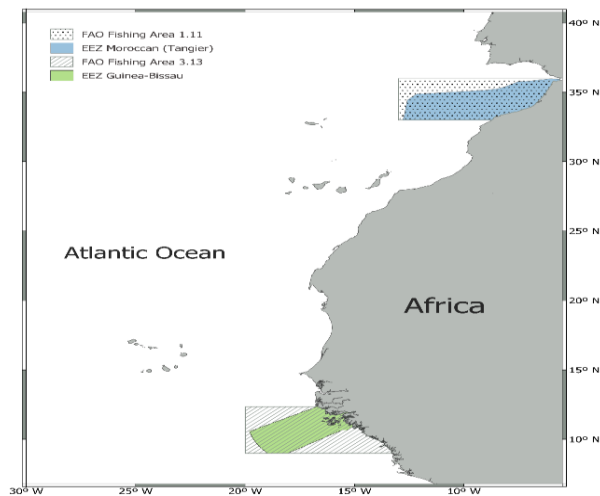 FAO Fishing Area 1.11
EEZ Moroccan (Tangier)
FAO Fishing Area 3.13
EEZ Guinea-Bissau
40° N
35° N
30° N
25° N
20° N
15° N
10° N
Atlantic Ocean
Africa
30° W
25° W
20° W
15° W
10° W